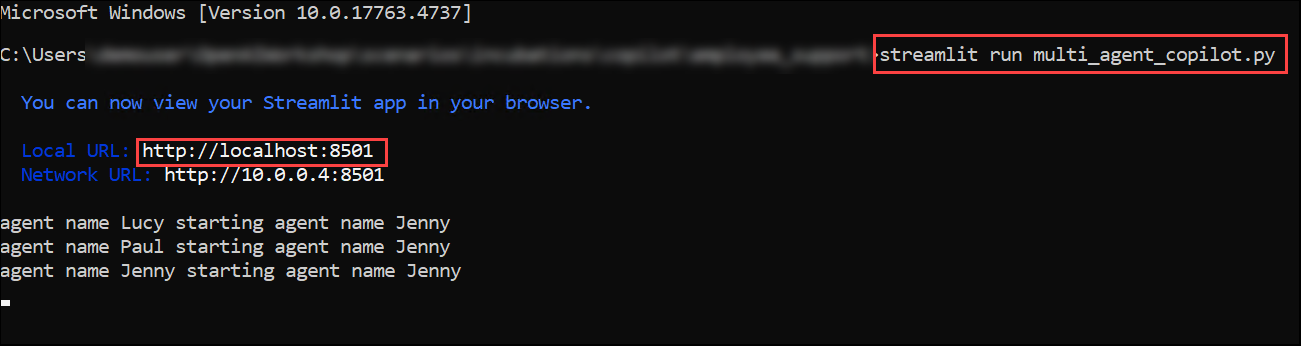 Microsoft Windows [Version 10.0.17763.4737]
C:\Users streamlit run multi_agent_copilot.py
You can now view your Streamlit app in your browser.
Local URL: http://localhost:8501
Network URL: http://10.0.0.4:8501
agent name Lucy starting agent name Jenny
agent name Paul starting agent name Jenny
agent name Jenny starting agent name Jenny